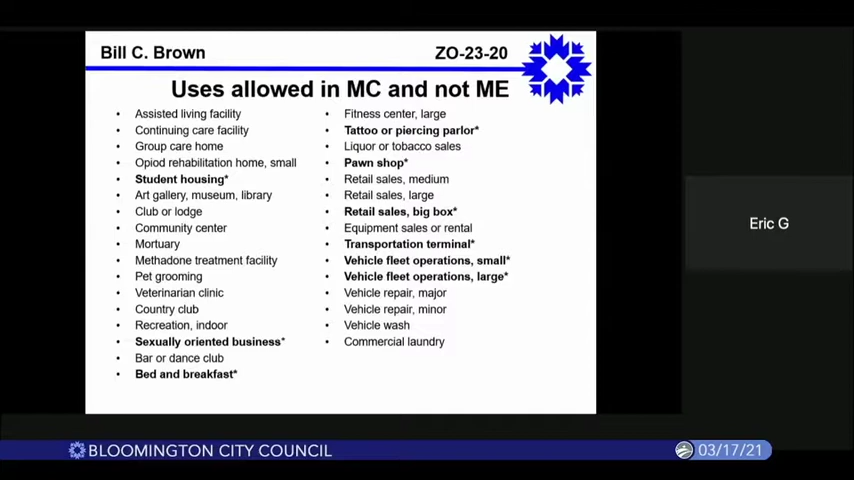 Bill C. Brown
ZO-23-20
Uses allowed in MC and not ME
• Assisted living facility
• Continuing care facility
• Group care home
• Opiod rehabilitation home, small
• Student housing*
• Art gallery, museum, library
• Club or lodge
• Community center
• Mortuary
• Methadone treatment facility
• Pet grooming
• Veterinarian clinic
• Country club
• Recreation, indoor
• Sexually oriented business*
• Bar or dance club
• Bed and breakfast*
• Fitness center, large
• Tattoo or piercing parlor*
• Liquor or tobacco sales
• Pawn shop*
• Retail sales, medium
• Retail sales, large
• Retail sales, big box*
• Equipment sales or rental
• Transportation terminal*
• Vehicle fleet operations, small*
• Vehicle fleet operations, large*
• Vehicle repair, major
• Vehicle repair, minor
• Vehicle wash
• Commercial laundry
Eric G
BLOOMINGTON CITY COUNCIL
03/17/21